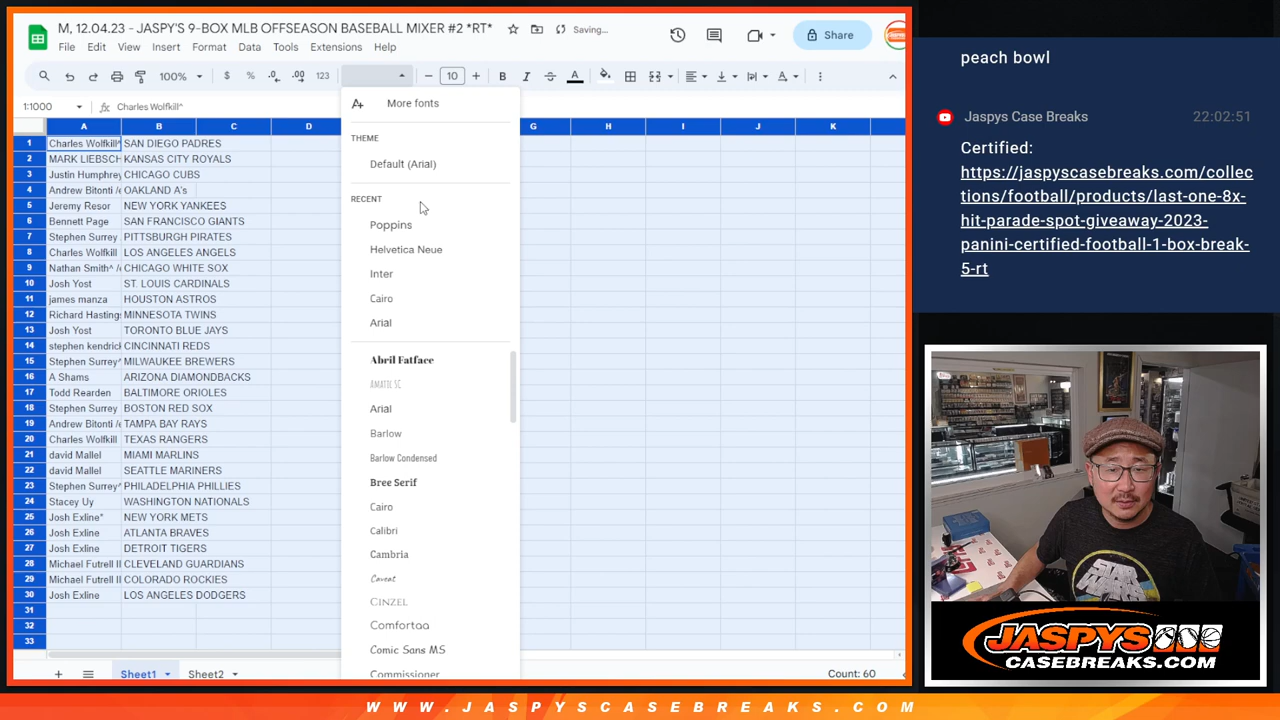 M, 12.04.23 - JASPY'S 9-BOX MLB OFFSEASON BASEBALL MIXER #2 *RT*
Saving...
File Edit View Insert Format Data Tools Extensions Help
Share
100% $ % .0 .00 123 10 B I A
1:1000 fx Charles Wolfkill^
A B C D G H I J K
1 Charles Wolfkill^ SAN DIEGO PADRES
2 MARK LIEBSCH KANSAS CITY ROYALS
3 Justin Humphrey CHICAGO CUBS
4 Andrew Bitonti /e OAKLAND A's
5 Jeremy Resor NEW YORK YANKEES
6 Bennett Page SAN FRANCISCO GIANTS
7 Stephen Surrey PITTSBURGH PIRATES
8 Charles Wolfkill LOS ANGELES ANGELS
9 Nathan Smith^ /e CHICAGO WHITE SOX
10 Josh Yost ST. LOUIS CARDINALS
11 james manza HOUSTON ASTROS
12 Richard Hastings MINNESOTA TWINS
13 Josh Yost TORONTO BLUE JAYS
14 stephen kendrick CINCINNATI REDS
15 Stephen Surrey^ MILWAUKEE BREWERS
16 A Shams ARIZONA DIAMONDBACKS
17 Todd Rearden BALTIMORE ORIOLES
18 Stephen Surrey BOSTON RED SOX
19 Andrew Bitonti /e TAMPA BAY RAYS
20 Charles Wolfkill TEXAS RANGERS
21 david Mallel MIAMI MARLINS
22 david Mallel SEATTLE MARINERS
23 Stephen Surrey^ PHILADELPHIA PHILLIES
24 Stacey Uy WASHINGTON NATIONALS
25 Josh Exline* NEW YORK METS
26 Josh Exline ATLANTA BRAVES
27 Josh Exline DETROIT TIGERS
28 Michael Futrell II CLEVELAND GUARDIANS
29 Michael Futrell II COLORADO ROCKIES
30 Josh Exline LOS ANGELES DODGERS
31
32
33
More fonts
THEME
Default (Arial)
RECENT
Poppins
Helvetica Neue
Inter
Cairo
Arial
Abril Fatface
AMATIC SC
Arial
Barlow
Barlow Condensed
Bree Serif
Cairo
Calibri
Cambria
Caveat
CINZEL
Comfortaa
Comic Sans MS
Commissioner
Sheet1 Sheet2 Count: 60
peach bowl
Jaspys Case Breaks 22:02:51
Certified:
https://jaspyscasebreaks.com/collec
tions/football/products/last-one-8x-
hit-parade-spot-giveaway-2023-
panini-certified-football-1-box-break-
5-rt
STAR WARS
JASPYS
CASEBREAKS.COM
WWW.JASPYSCASEBREAKS.COM